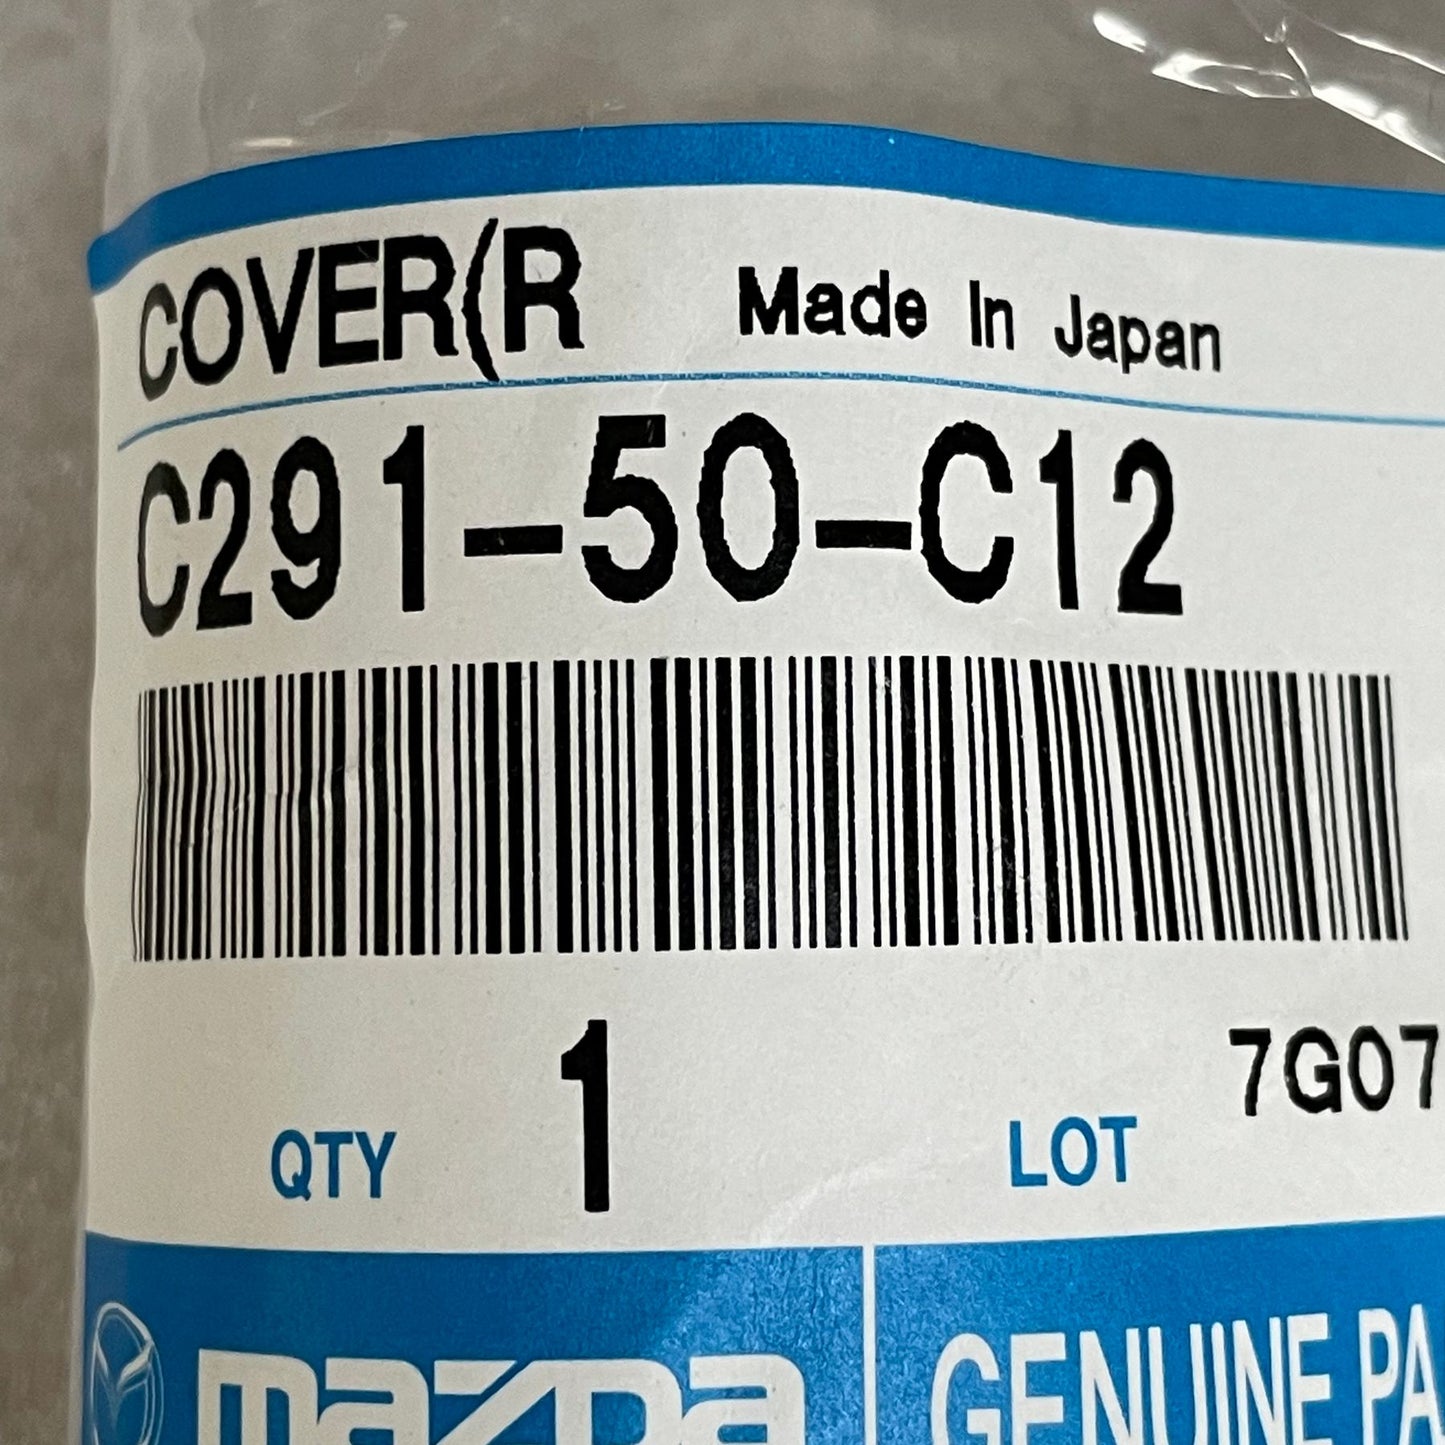 COVER(R Made In Japan
C291-50-C12
1 7G07
QTY LOT
mazda GENUINE PA